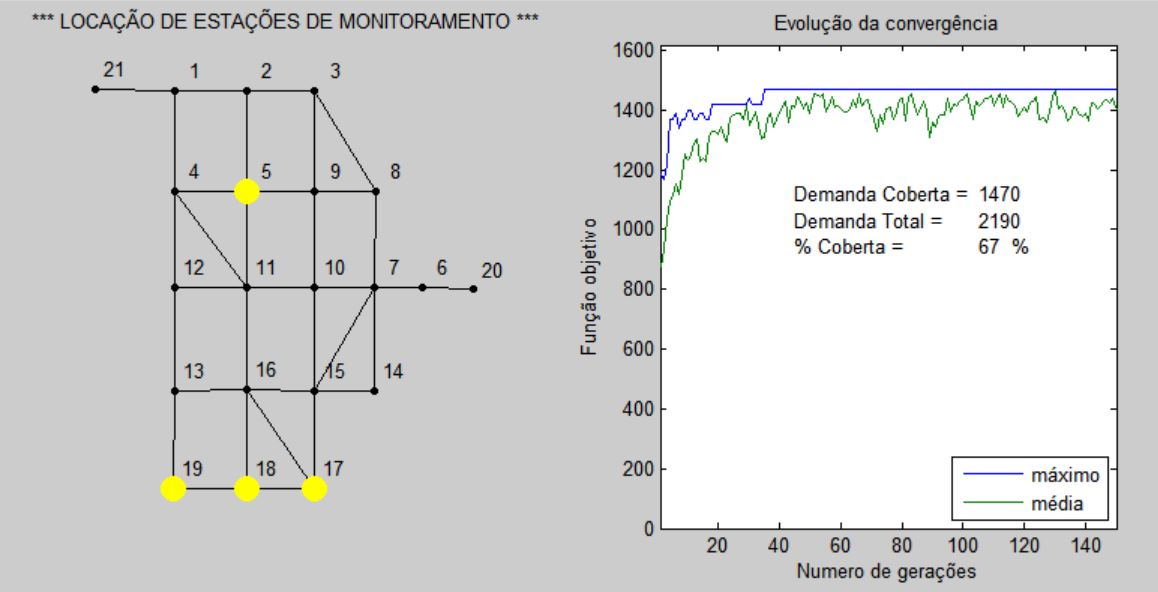 *** LOCAÇÃO DE ESTAÇÕES DE MONITORAMENTO ***
21 1 2 3
4 5 9 8
12 11 10 7 6 20
13 16 15 14
19 18 17
Evolução da convergência
1600
1400
1200
1000
800
600
400
200
0
Função objetivo
Demanda Coberta = 1470
Demanda Total = 2190
% Coberta = 67 %
máximo
média
20 40 60 80 100 120 140
Numero de gerações